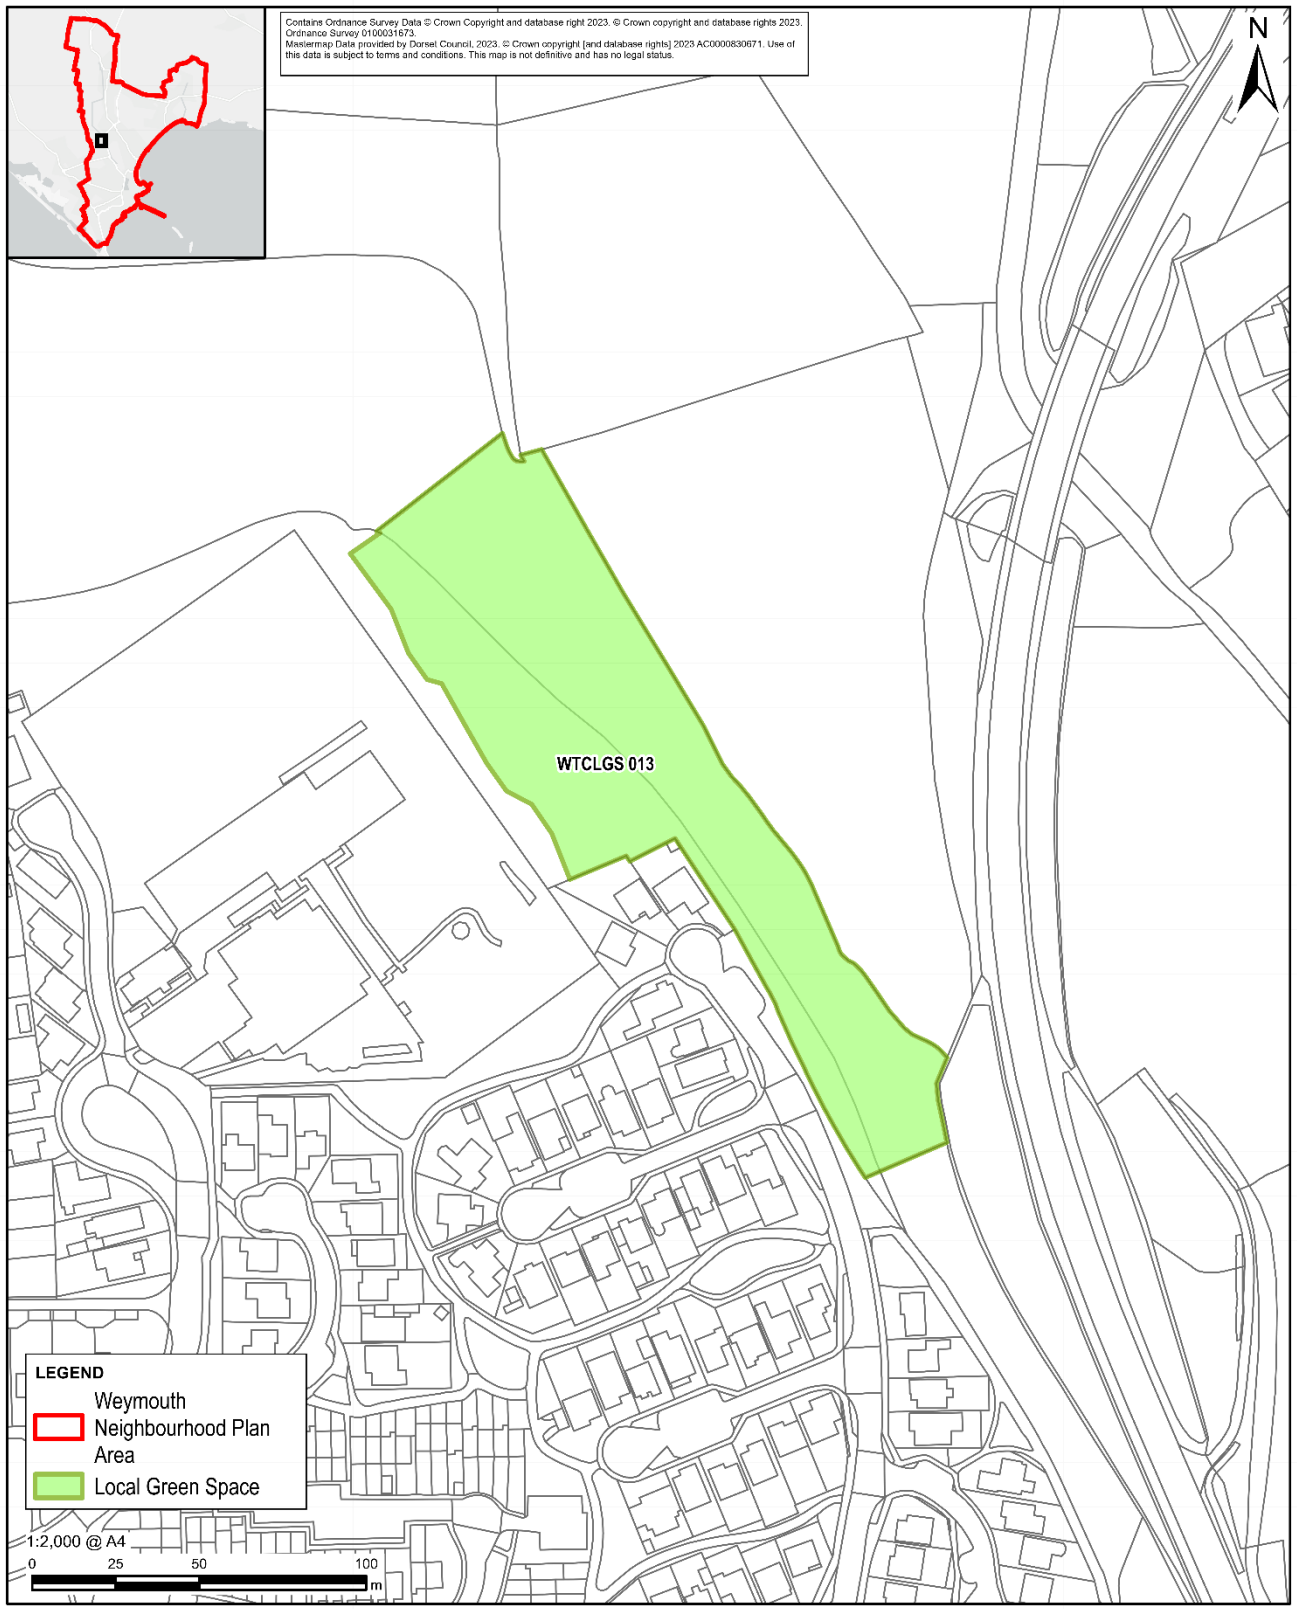 Contains Ordnance Survey Data © Crown Copyright and database right 2023. © Crown copyright and database rights 2023.
Ordnance Survey 0100031673.
Mastermap Data provided by Dorset Council, 2023. © Crown copyright [and database rights] 2023 AC0000830671. Use of
this data is subject to terms and conditions. This map is not definitive and has no legal status.
N
WTCLGS 013
LEGEND
Weymouth
Neighbourhood Plan
Area
Local Green Space
1:2,000 @ A4
0 25 50 100
m